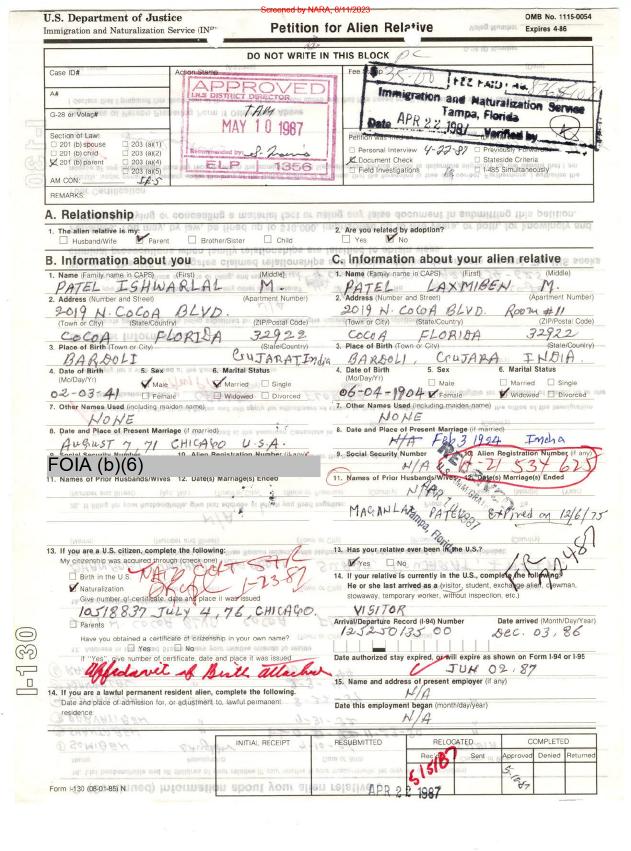 Screened by NARA, 8/11/2023
U.S. Department of Justice
Immigration and Naturalization Service (INS)
Petition for Alien Relative
OMB No. 1115-0054
Expires 4-86
DO NOT WRITE IN THIS BLOCK
Case ID#
Action Stamp
Fee Stamp
A#
G-28 or Volag#
APPROVED
INS DISTRICT DIRECTOR
TAM
MAY 10 1987
Recommended by
ELP 1356
35.00
FEE PAID
Immigration and Naturalization Service
Tampa, Florida
Date APR 22 1987 Verified by
Section of Law:
201 (b) spouse 203 (a)(1)
201 (b) child 203 (a)(2)
201 (b) parent 203 (a)(4)
203 (a)(5)
AM CON: IR-5
Petition was
Personal Interview 4-22-87 Previously Forwarded
Document Check Stateside Criteria
Field Investigations I-485 Simultaneously
REMARKS:
A. Relationship
1. The alien relative is my:
Husband/Wife Parent Brother/Sister Child
2. Are you related by adoption?
Yes No
B. Information about you
1. Name (Family name in CAPS) (First) (Middle)
PATEL ISHWARLAL M.
2. Address (Number and Street) (Apartment Number)
2019 N. COCOA BLVD.
(Town or City) (State/Country) (ZIP/Postal Code)
COCOA FLORIDA 32922
3. Place of Birth (Town or City) (State/Country)
BARDOLI GUJARAT India
4. Date of Birth 5. Sex 6. Marital Status
(Mo/Day/Yr)
Male Married Single
02-03-41
Female Widowed Divorced
7. Other Names Used (including maiden name)
NONE
8. Date and Place of Present Marriage (if married)
AUGUST 7 71 CHICAGO U.S.A.
9. Social Security Number 10. Alien Registration Number (if any)
FOIA (b)(6)
11. Names of Prior Husbands/Wives 12. Date(s) Marriage(s) Ended
13. If you are a U.S. citizen, complete the following:
My citizenship was acquired through (check one)
Birth in the U.S.
Naturalization
NATZ CERT
1-23-87
Give number of certificate, date and place it was issued
10518837 JULY 4, 76, CHICAGO.
Parents
Have you obtained a certificate of citizenship in your own name?
Yes No
If "Yes", give number of certificate, date and place it was issued
Affidavit of Birth attached
14. If you are a lawful permanent resident alien, complete the following.
Date and place of admission for, or adjustment to, lawful permanent
residence:
C. Information about your alien relative
1. Name (Family name in CAPS) (First) (Middle)
PATEL LAXMIBEN M.
2. Address (Number and Street) (Apartment Number)
2019 N. COCOA BLVD. ROOM #11
(Town or City) (State/Country) (ZIP/Postal Code)
COCOA FLORIDA 32922
3. Place of Birth (Town or City) (State/Country)
BARDOLI, GUJARA INDIA.
4. Date of Birth 5. Sex 6. Marital Status
(Mo/Day/Yr)
Male Married Single
06-04-1904
Female Widowed Divorced
7. Other Names Used (including maiden name)
NONE
8. Date and Place of Present Marriage (if married)
N/A Feb 3 1924 India
9. Social Security Number 10. Alien Registration Number (if any)
N/A A-21 534 625
RECEIVED
11. Names of Prior Husbands/Wives 12. Date(s) Marriage(s) Ended
N/A
Tampa, Florida
MAGANLAL PATEL Expired on 12/6/75
13. Has your relative ever been in the U.S.?
Yes No
14. If your relative is currently in the U.S., complete the following:
He or she last arrived as a (visitor, student, exchange alien, crewman,
stowaway, temporary worker, without inspection, etc.)
VISITOR
Arrival/Departure Record (I-94) Number Date arrived (Month/Day/Year)
125250135 00 DEC. 03, 86
Date authorized stay expired, or will expire as shown on Form I-94 or I-95
JUN 02, 87
15. Name and address of present employer (if any)
N/A
Date this employment began (month/day/year)
N/A
I-130
INITIAL RECEIPT
RESUBMITTED
RELOCATED
COMPLETED
Rec'd Sent
Approved Denied Returned
5/5/87
APR 22 1987
Form I-130 (08-01-85) N